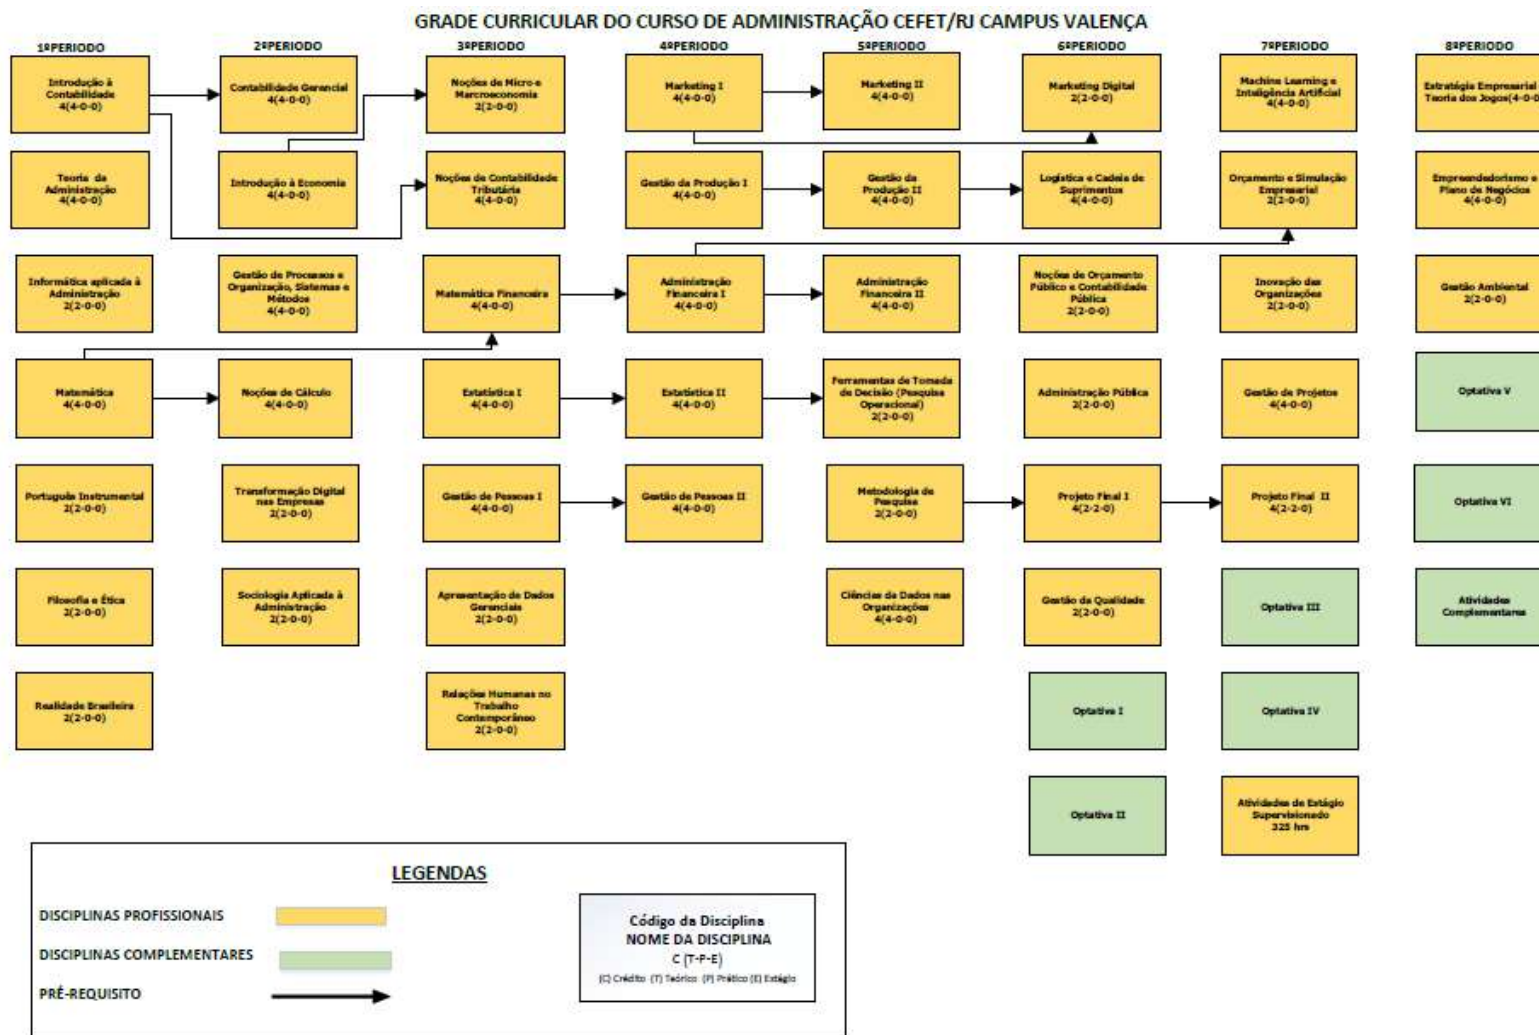 GRADE CURRICULAR DO CURSO DE ADMINISTRAÇÃO CEFET/RJ CAMPUS VALENÇA
1ºPERIODO
Introdução à
Contabilidade
4(4-0-0)
Teoria da
Administração
4(4-0-0)
Informática aplicada à
Administração
2(2-0-0)
Matemática
4(4-0-0)
Português Instrumental
2(2-0-0)
Filosofia e Ética
2(2-0-0)
Realidade Brasileira
2(2-0-0)
2ºPERIODO
Contabilidade Gerencial
4(4-0-0)
Introdução à Economia
4(4-0-0)
Gestão de Processos e
Organização, Sistemas e
Métodos
4(4-0-0)
Noções de Cálculo
4(4-0-0)
Transformação Digital
nas Empresas
2(2-0-0)
Sociologia Aplicada à
Administração
2(2-0-0)
3ºPERIODO
Noções de Micro e
Marcroeconomia
2(2-0-0)
Noções de Contabilidade
Tributária
4(4-0-0)
Matemática Financeira
4(4-0-0)
Estatística I
4(4-0-0)
Gestão de Pessoas I
4(4-0-0)
Apresentação de Dados
Gerenciais
2(2-0-0)
Relações Humanas no
Trabalho
Contemporâneo
2(2-0-0)
4ºPERIODO
Marketing I
4(4-0-0)
Gestão da Produção I
4(4-0-0)
Administração
Financeira I
4(4-0-0)
Estatística II
4(4-0-0)
Gestão de Pessoas II
4(4-0-0)
5ºPERIODO
Marketing II
4(4-0-0)
Gestão da
Produção II
4(4-0-0)
Administração
Financeira II
4(4-0-0)
Ferramentas de Tomada
de Decisão (Pesquisa
Operacional)
2(2-0-0)
Metodologia de
Pesquisa
2(2-0-0)
Ciências de Dados nas
Organizações
4(4-0-0)
6ºPERIODO
Marketing Digital
2(2-0-0)
Logística e Cadeia de
Suprimentos
4(4-0-0)
Noções de Orçamento
Público e Contabilidade
Pública
2(2-0-0)
Administração Pública
2(2-0-0)
Projeto Final I
4(2-2-0)
Gestão da Qualidade
2(2-0-0)
Optativa I
Optativa II
7ºPERIODO
Machine Learning e
Inteligência Artificial
4(4-0-0)
Orçamento e Simulação
Empresarial
2(2-0-0)
Inovação das
Organizações
2(2-0-0)
Gestão de Projetos
4(4-0-0)
Projeto Final II
4(2-2-0)
Optativa III
Optativa IV
Atividades de Estágio
Supervisionado
325 hrs
8ºPERIODO
Estratégia Empresarial
Teoria dos Jogos(4-0-0
Empreendedorismo e
Plano de Negócios
4(4-0-0)
Gestão Ambiental
2(2-0-0)
Optativa V
Optativa VI
Atividades
Complementares
LEGENDAS
DISCIPLINAS PROFISSIONAIS
DISCIPLINAS COMPLEMENTARES
PRÉ-REQUISITO
Código da Disciplina
NOME DA DISCIPLINA
C (T-P-E)
(C) Crédito (T) Teórico (P) Prático (E) Estágio